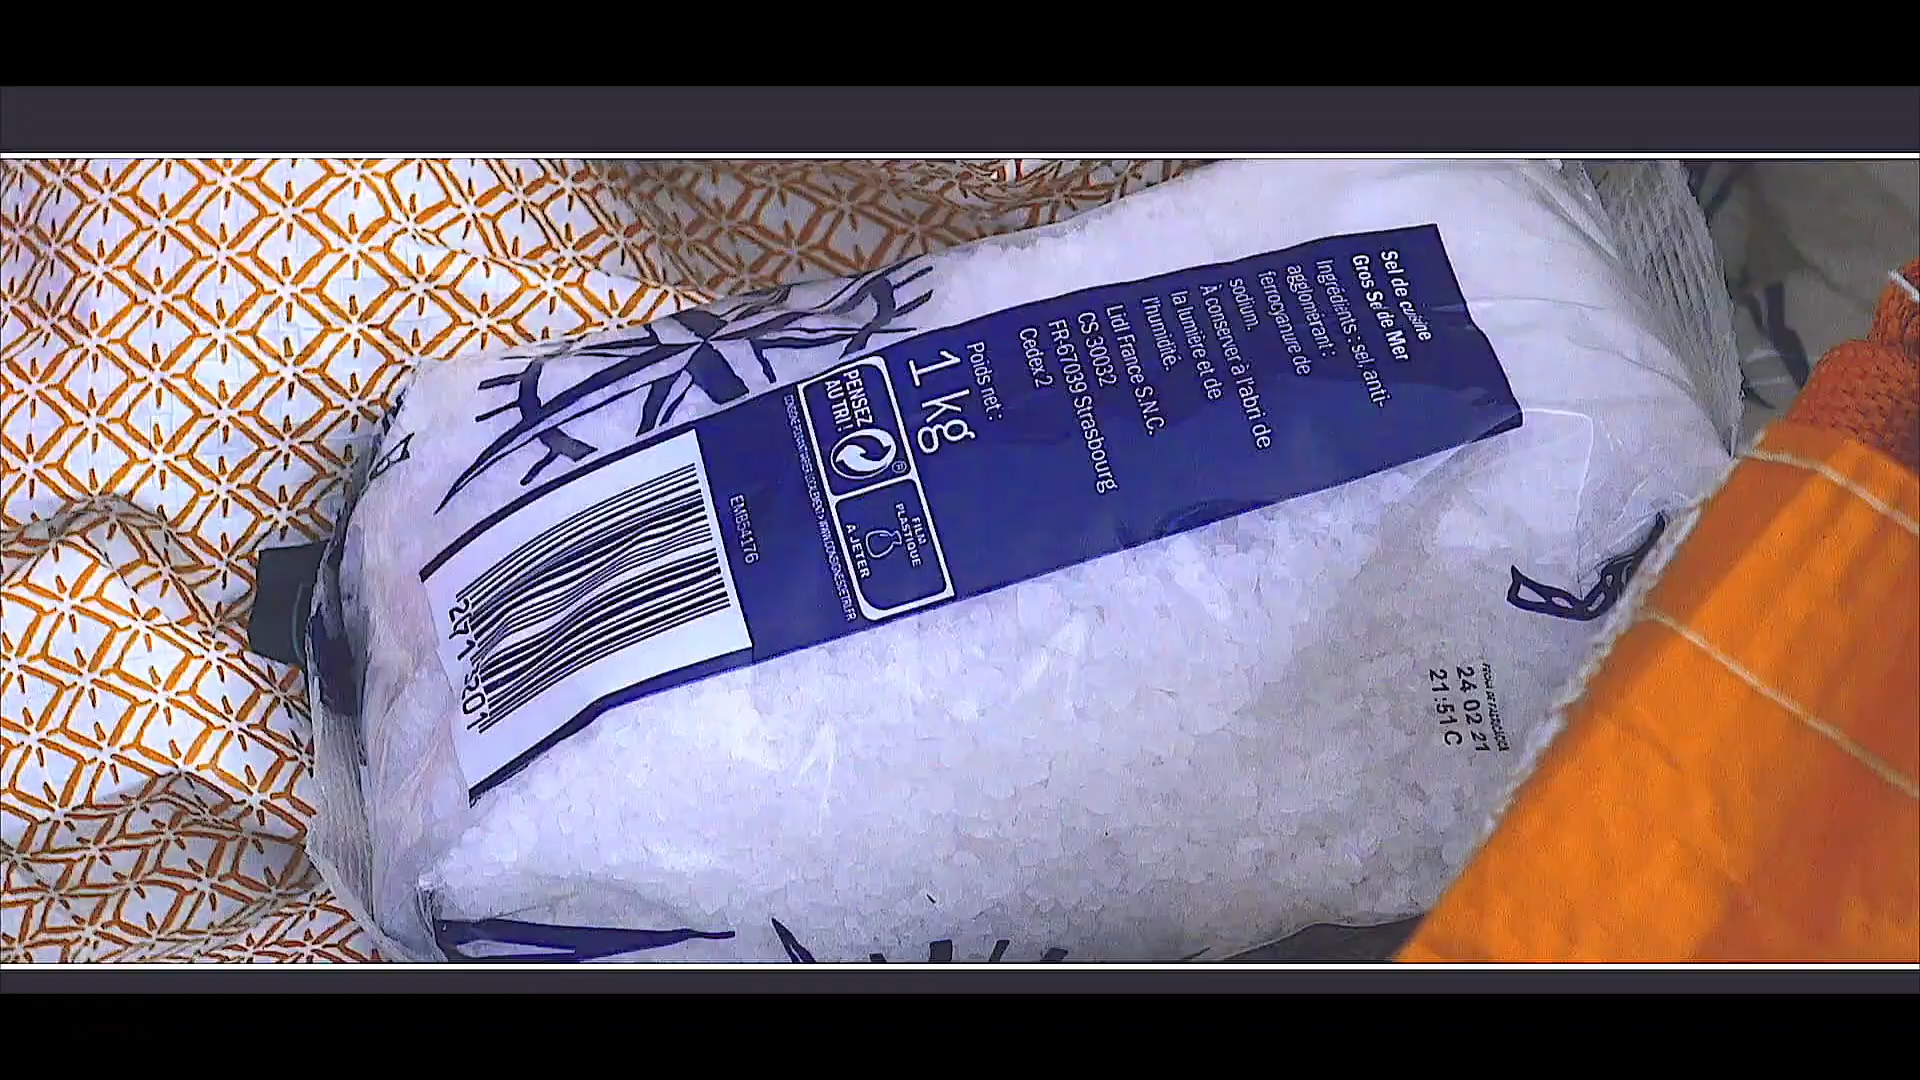 Sel de cuisine
Gros Sel de Mer
Ingrédients : sel, anti-
agglomérant :
ferrocyanure de
sodium.
À conserver à l'abri de
la lumière et de
l'humidité.
Lidl France S.N.C.
CS 30032
FR-67039 Strasbourg
Cedex 2
Poids net :
1 kg
PENSEZ
AU TRI !
FILM
PLASTIQUE
À JETER
EMB54176
24 02 21
21:51 C